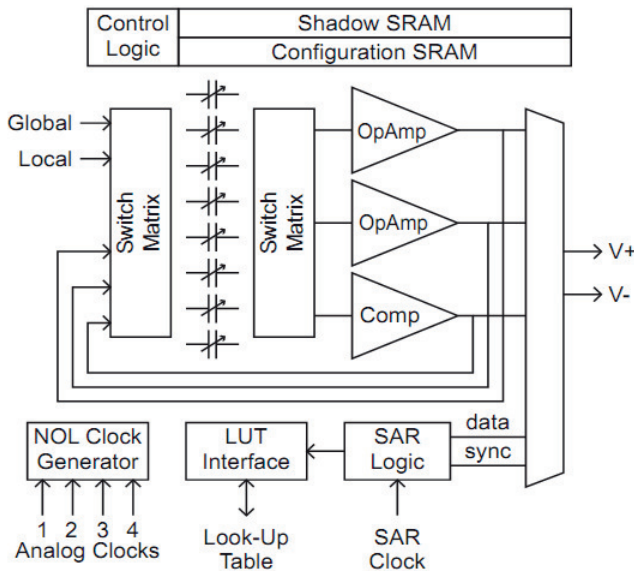 Control
Logic
Shadow SRAM
Configuration SRAM
Global
Local
Switch
Matrix
Switch
Matrix
OpAmp
OpAmp
Comp
V+
V-
NOL Clock
Generator
LUT
Interface
SAR
Logic
data
sync
1 2 3 4
Analog Clocks
Look-Up
Table
SAR
Clock